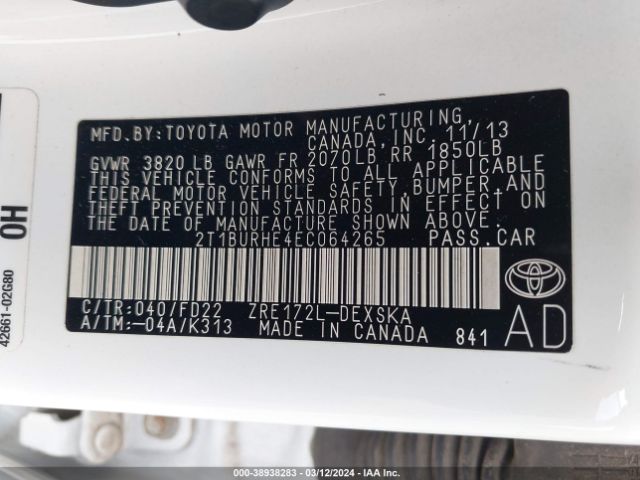 MFD.BY:TOYOTA MOTOR MANUFACTURING,
CANADA,INC. 11/13
GVWR 3820 LB GAWR FR 2070LB RR 1850LB
THIS VEHICLE CONFORMS TO ALL APPLICABLE
FEDERAL MOTOR VEHICLE SAFETY,BUMPER,AND
THEFT PREVENTION STANDARDS IN EFFECT ON
THE DATE OF MANUFACTURE SHOWN ABOVE.
2T1BURHE4EC064265 PASS.CAR
C/TR:040/FD22 ZRE172L-DEXSKA
A/TM:-04A/K313 MADE IN CANADA 841
AD
42661-02G80 0H
000-38938283 - 03/12/2024 - IAA Inc.